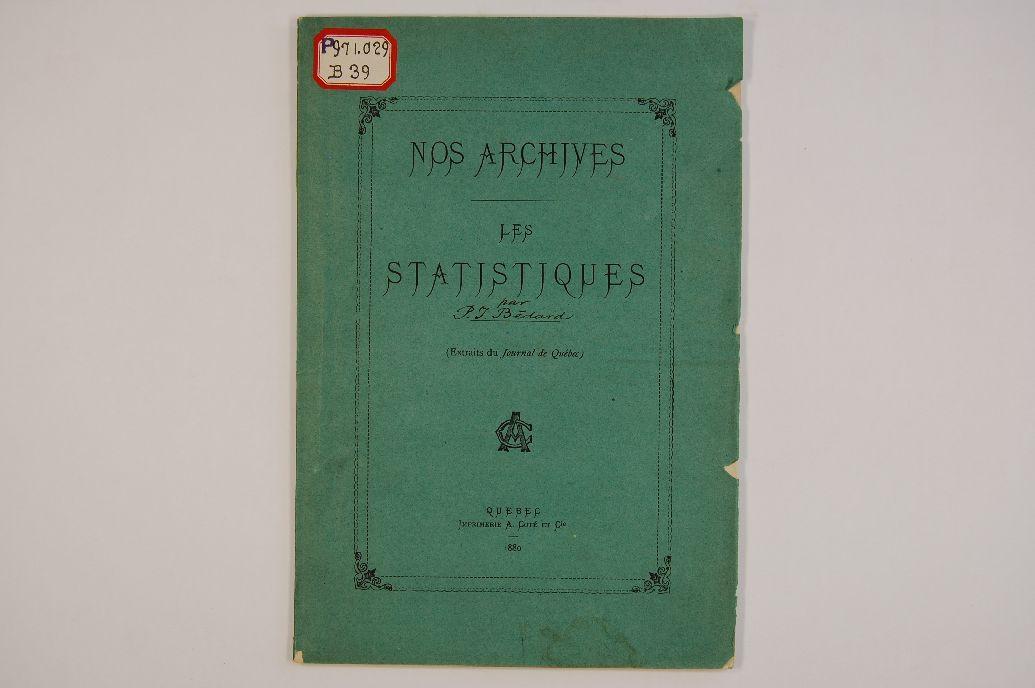 P971.029
B 39
NOS ARCHIVES
LES
STATISTIQUES
par
P. J. Bédard
(Extraits du Journal de Québec)
QUEBEC
IMPRIMERIE A. COTÉ ET Cie
1880